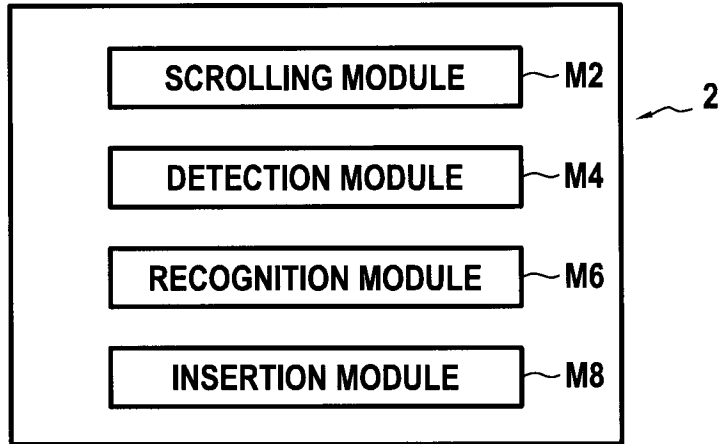 SCROLLING MODULE M2
2
DETECTION MODULE M4
RECOGNITION MODULE M6
INSERTION MODULE M8